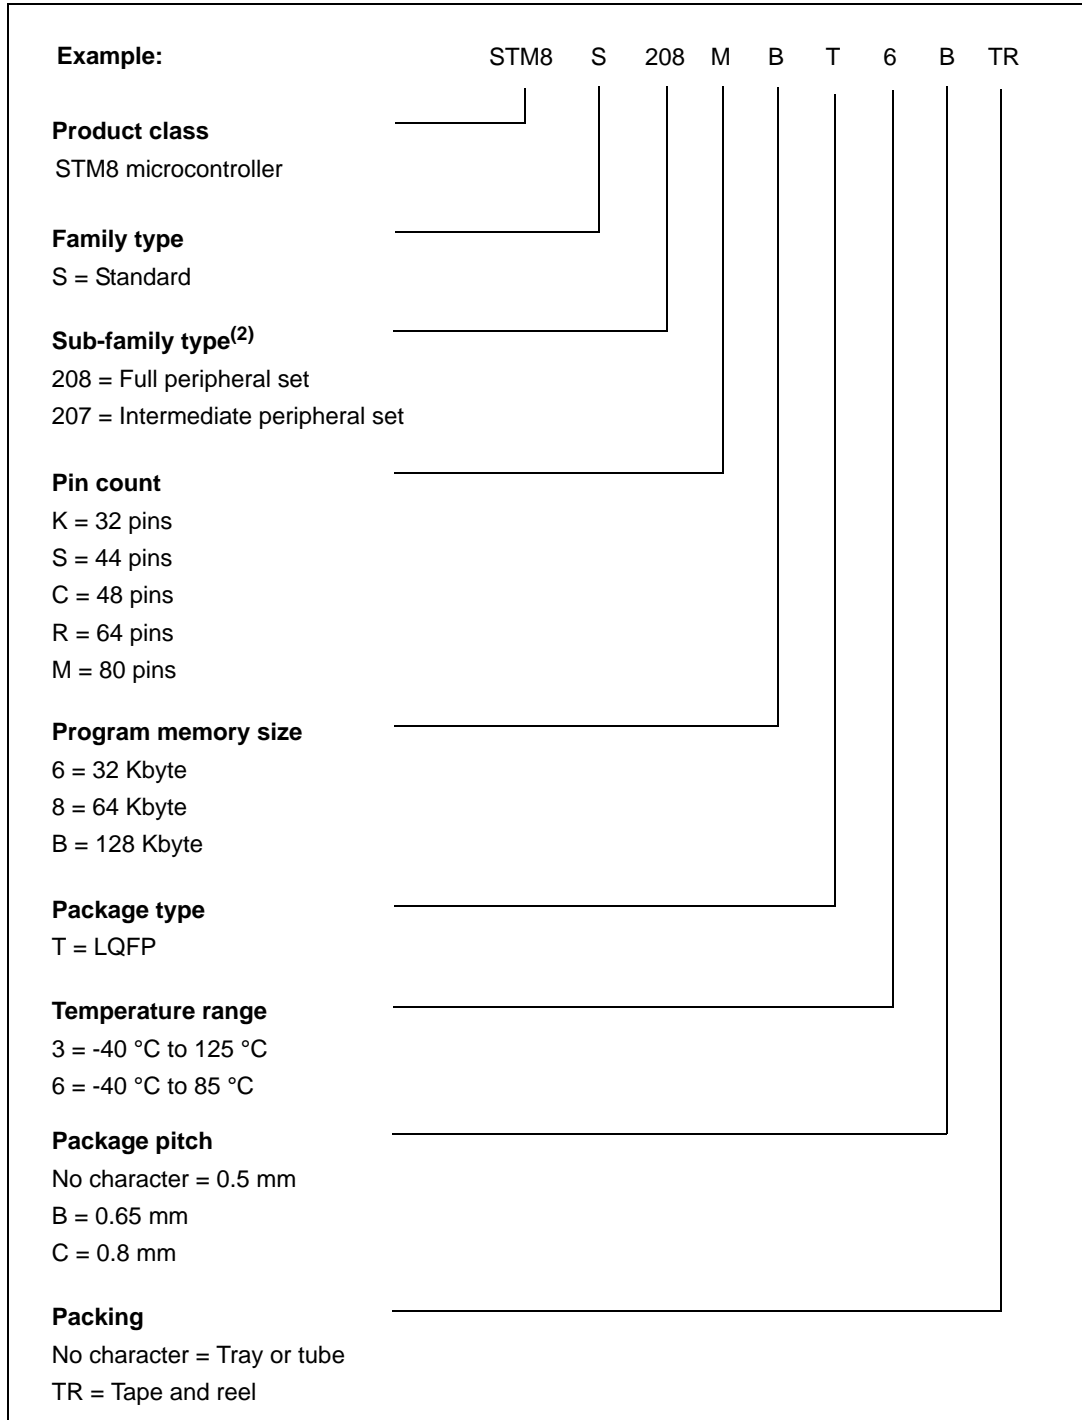 Example: STM8 S 208 M B T 6 B TR
Product class
STM8 microcontroller
Family type
S = Standard
Sub-family type(2)
208 = Full peripheral set
207 = Intermediate peripheral set
Pin count
K = 32 pins
S = 44 pins
C = 48 pins
R = 64 pins
M = 80 pins
Program memory size
6 = 32 Kbyte
8 = 64 Kbyte
B = 128 Kbyte
Package type
T = LQFP
Temperature range
3 = -40 °C to 125 °C
6 = -40 °C to 85 °C
Package pitch
No character = 0.5 mm
B = 0.65 mm
C = 0.8 mm
Packing
No character = Tray or tube
TR = Tape and reel